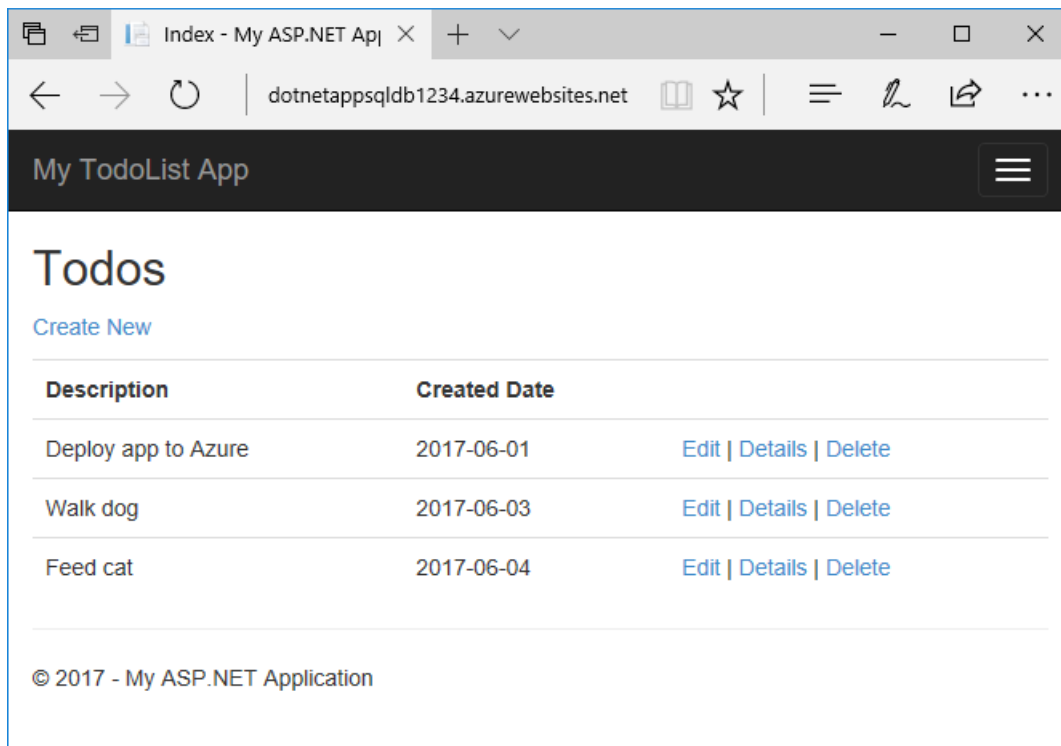 Index - My ASP.NET Ap
dotnetappsqldb1234.azurewebsites.net
My TodoList App
Todos
Create New
Description Created Date
Deploy app to Azure 2017-06-01 Edit | Details | Delete
Walk dog 2017-06-03 Edit | Details | Delete
Feed cat 2017-06-04 Edit | Details | Delete
© 2017 - My ASP.NET Application